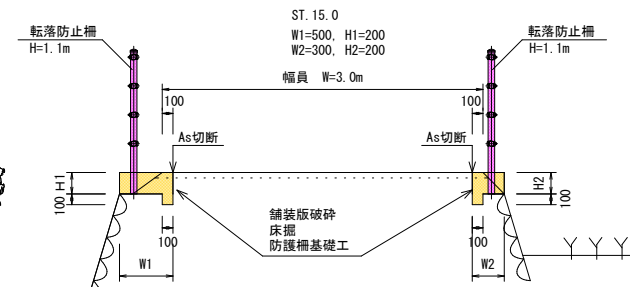 ST.15.0
W1=500, H1=200
W2=300, H2=200
転落防止柵
H=1.1m
転落防止柵
H=1.1m
幅員 W=3.0m
100
100
As切断
As切断
H1
100
H2
100
舗装版破砕
床掘
防護柵基礎工
100
100
W1
W2